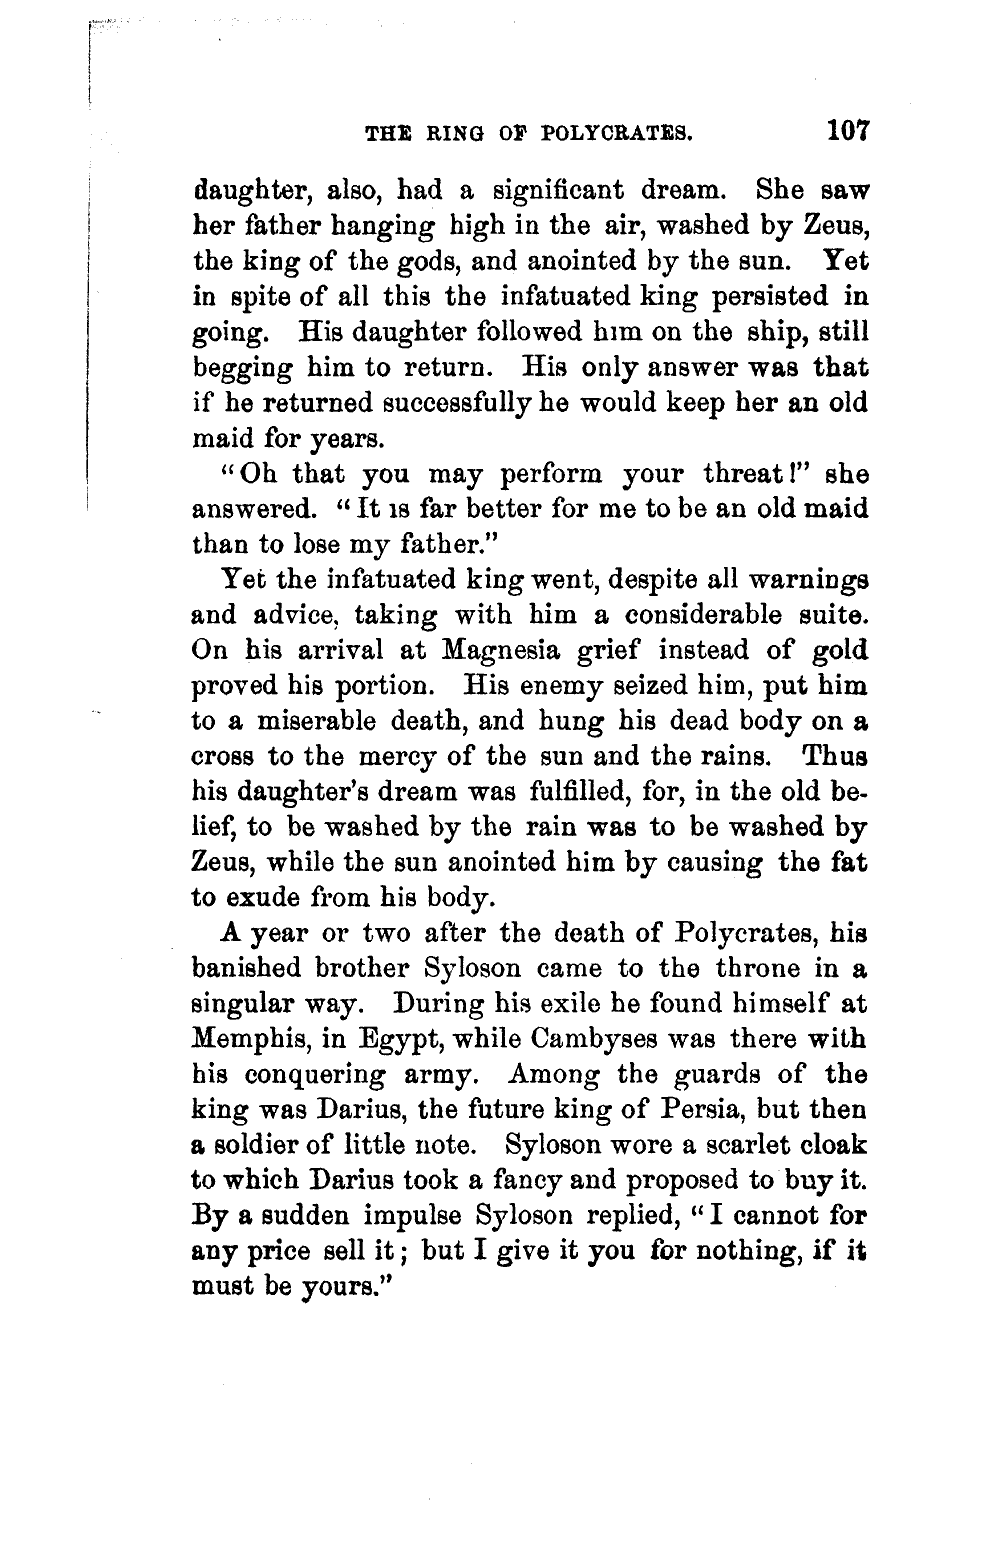 THE RING OF POLYCRATES. 107
daughter, also, had a significant dream. She saw
her father hanging high in the air, washed by Zeus,
the king of the gods, and anointed by the sun. Yet
in spite of all this the infatuated king persisted in
going. His daughter followed him on the ship, still
begging him to return. His only answer was that
if he returned successfully he would keep her an old
maid for years.
"Oh that you may perform your threat!" she
answered. "It is far better for me to be an old maid
than to lose my father."
Yet the infatuated king went, despite all warnings
and advice, taking with him a considerable suite.
On his arrival at Magnesia grief instead of gold
proved his portion. His enemy seized him, put him
to a miserable death, and hung his dead body on a
cross to the mercy of the sun and the rains. Thus
his daughter's dream was fulfilled, for, in the old be-
lief, to be washed by the rain was to be washed by
Zeus, while the sun anointed him by causing the fat
to exude from his body.
A year or two after the death of Polycrates, his
banished brother Syloson came to the throne in a
singular way. During his exile he found himself at
Memphis, in Egypt, while Cambyses was there with
his conquering army. Among the guards of the
king was Darius, the future king of Persia, but then
a soldier of little note. Syloson wore a scarlet cloak
to which Darius took a fancy and proposed to buy it.
By a sudden impulse Syloson replied, "I cannot for
any price sell it; but I give it you for nothing, if it
must be yours."